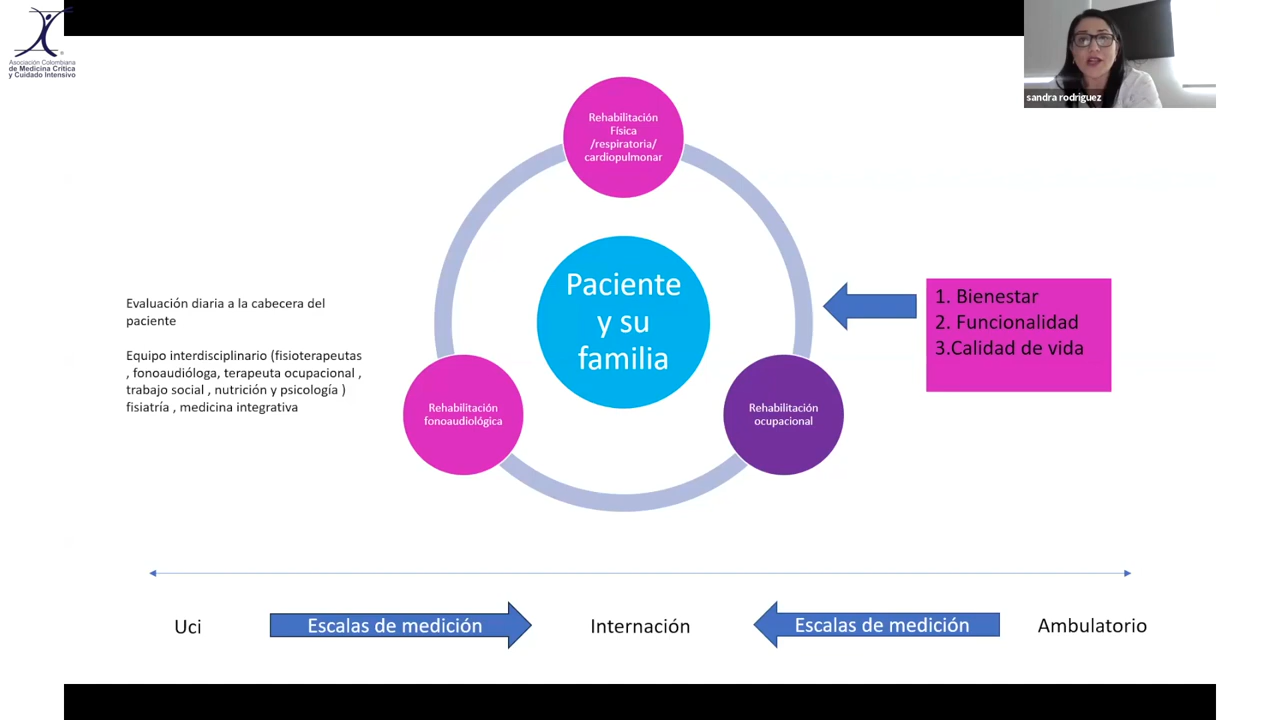 Asociación Colombiana
de Medicina Crítica
y Cuidado Intensivo
sandra rodriguez
Rehabilitación
Física
/respiratoria/
cardiopulmonar
Paciente
y su
familia
Evaluación diaria a la cabecera del
paciente
Equipo interdisciplinario (fisioterapeutas
, fonoaudióloga, terapeuta ocupacional ,
trabajo social , nutrición y psicología )
fisiatría , medicina integrativa
1. Bienestar
2. Funcionalidad
3.Calidad de vida
Rehabilitación
fonoaudiológica
Rehabilitación
ocupacional
Uci
Escalas de medición
Internación
Escalas de medición
Ambulatorio